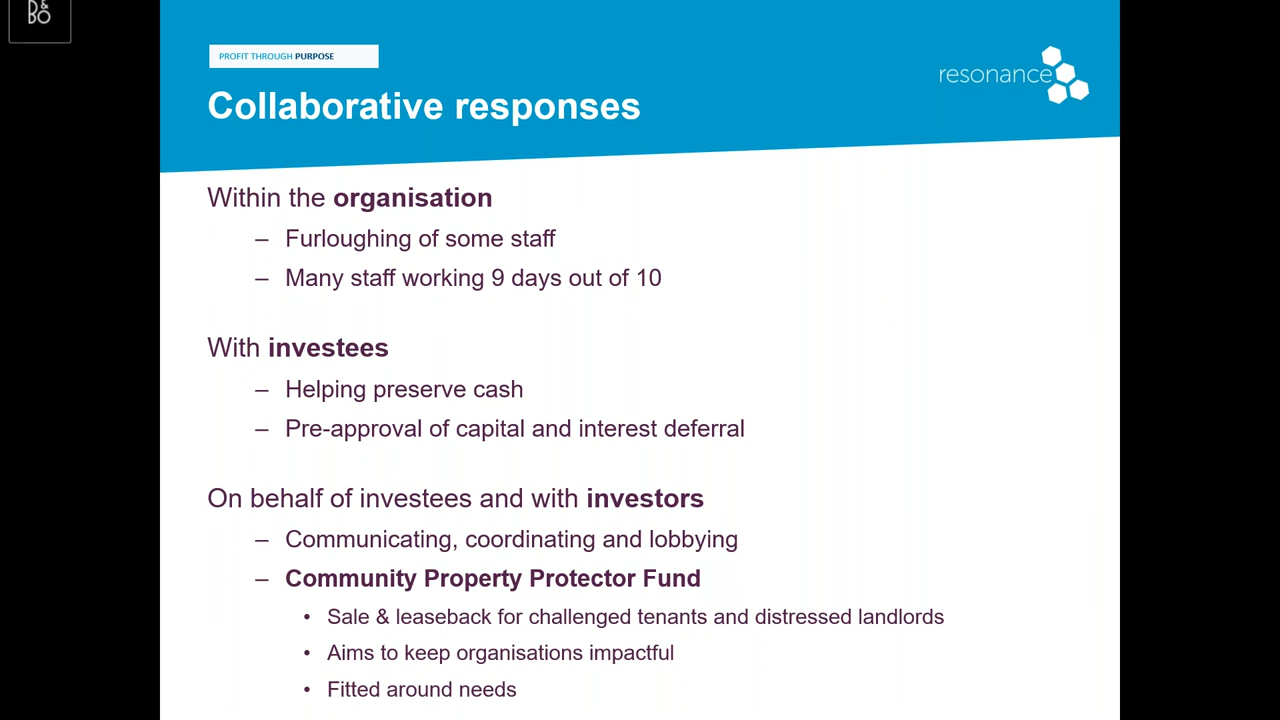 D&
BO
PROFIT THROUGH PURPOSE
resonance
Collaborative responses
Within the organisation
– Furloughing of some staff
– Many staff working 9 days out of 10
With investees
– Helping preserve cash
– Pre-approval of capital and interest deferral
On behalf of investees and with investors
– Communicating, coordinating and lobbying
– Community Property Protector Fund
• Sale & leaseback for challenged tenants and distressed landlords
• Aims to keep organisations impactful
• Fitted around needs